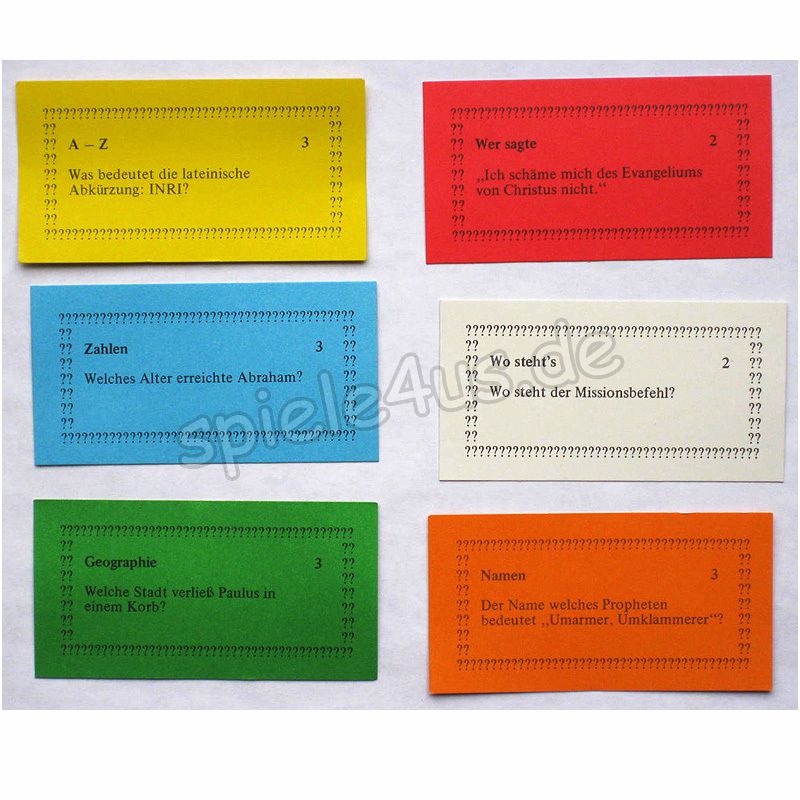 ????????????????????????????????????????????
??
??
?? A – Z 3 ??
?? Was bedeutet die lateinische ??
?? Abkürzung: INRI? ??
??
??
????????????????????????????????????????????
????????????????????????????????????????????
??
??
?? Wer sagte 2 ??
?? „Ich schäme mich des Evangeliums ??
?? von Christus nicht.“ ??
??
??
????????????????????????????????????????????
????????????????????????????????????????????
??
??
?? Zahlen 3 ??
?? Welches Alter erreichte Abraham? ??
??
??
????????????????????????????????????????????
????????????????????????????????????????????
??
??
?? Wo steht's 2 ??
?? Wo steht der Missionsbefehl? ??
??
??
????????????????????????????????????????????
spiele4us.de
????????????????????????????????????????????
??
??
?? Geographie 3 ??
?? Welche Stadt verließ Paulus in ??
?? einem Korb? ??
??
??
????????????????????????????????????????????
????????????????????????????????????????????
??
??
?? Namen 3 ??
?? Der Name welches Propheten ??
?? bedeutet „Umarmer, Umklammerer“? ??
??
??
????????????????????????????????????????????